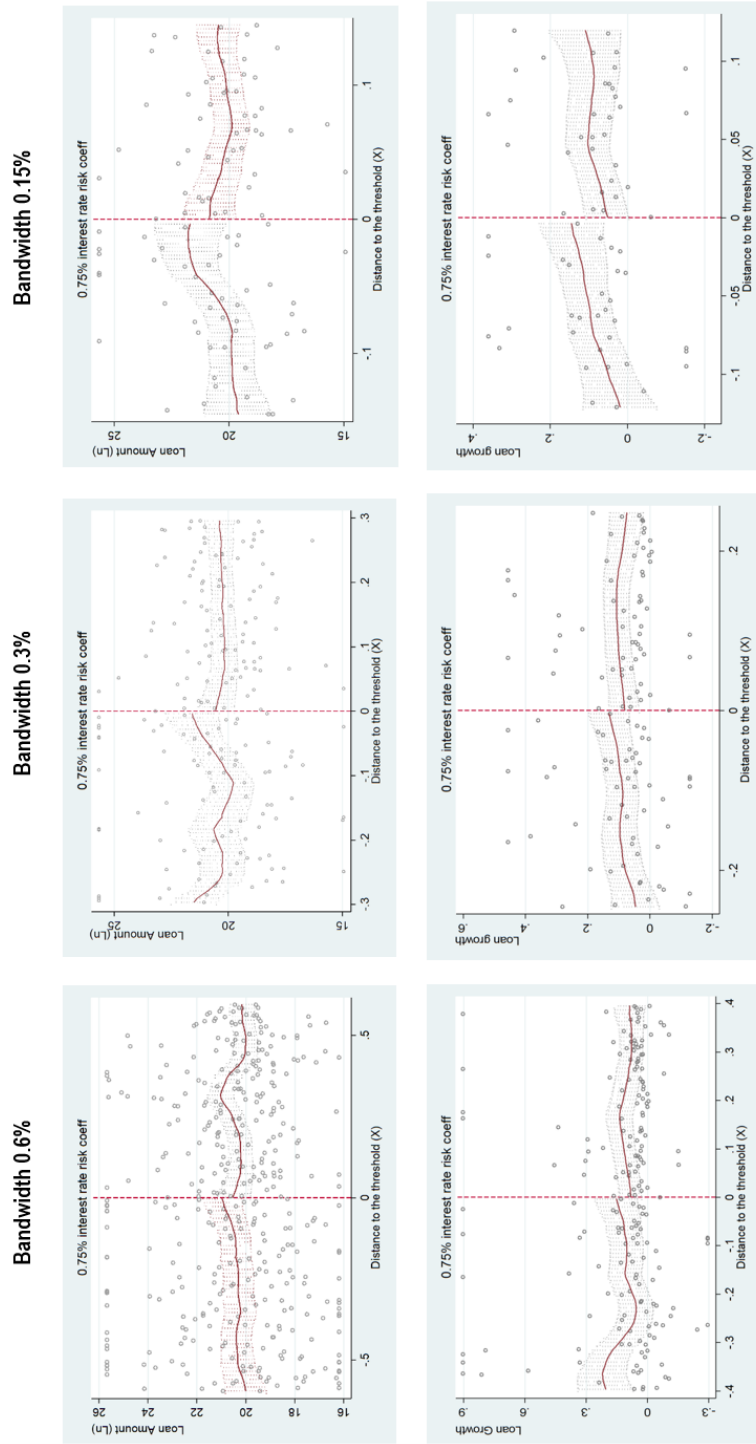 Bandwidth 0.6%
Bandwidth 0.3%
Bandwidth 0.15%
0.75% interest rate risk coeff
Loan Amount (Ln)
26
24
22
20
18
16
-.5
0
.5
Distance to the threshold (X)
0.75% interest rate risk coeff
Loan Amount (Ln)
25
20
15
-.3
-.2
-.1
0
.1
.2
.3
Distance to the threshold (X)
0.75% interest rate risk coeff
Loan Amount (Ln)
25
20
15
-.1
0
.1
Distance to the threshold (X)
0.75% interest rate risk coeff
Loan Growth
.9
.6
.3
0
-.3
-.4
-.3
-.2
-.1
0
.1
.2
.3
.4
Distance to the threshold (X)
0.75% interest rate risk coeff
Loan growth
.6
.4
.2
0
-.2
-.2
0
.2
Distance to the threshold (X)
0.75% interest rate risk coeff
Loan growth
.4
.2
0
-.2
-.1
-.05
0
.05
.1
Distance to the threshold (X)